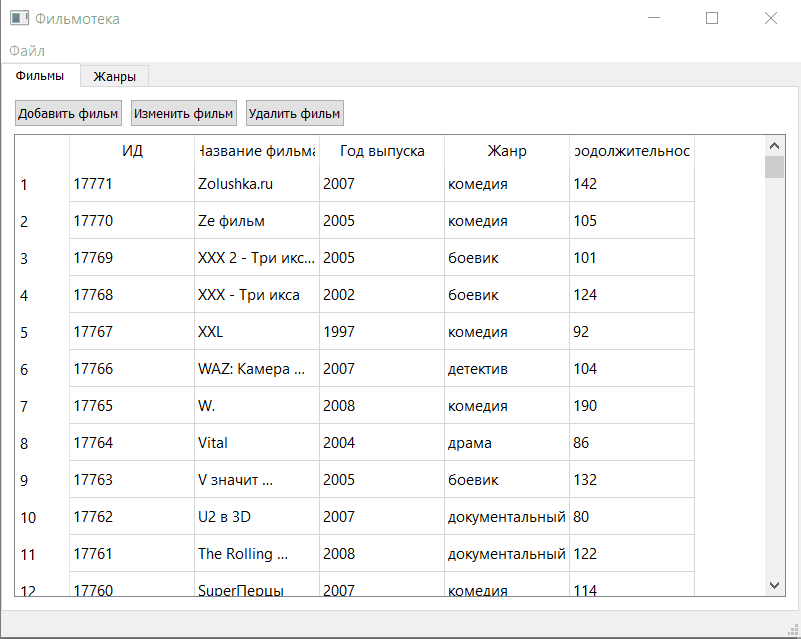 Фильмотека
Файл
Фильмы Жанры
Добавить фильм Изменить фильм Удалить фильм
ИД Название фильма Год выпуска Жанр родолжительнос
1 17771 Zolushka.ru 2007 комедия 142
2 17770 Ze фильм 2005 комедия 105
3 17769 XXX 2 - Три икс... 2005 боевик 101
4 17768 XXX - Три икса 2002 боевик 124
5 17767 XXL 1997 комедия 92
6 17766 WAZ: Камера ... 2007 детектив 104
7 17765 W. 2008 комедия 190
8 17764 Vital 2004 драма 86
9 17763 V значит ... 2005 боевик 132
10 17762 U2 в 3D 2007 документальный 80
11 17761 The Rolling ... 2008 документальный 122
12 17760 SuperПерцы 2007 комедия 114